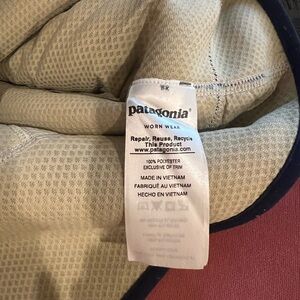 patagonia®
WORN WEAR
Repair, Reuse, Recycle
This Product
www.patagonia.com
100% POLYESTER
EXCLUSIVE OF TRIM
MADE IN VIETNAM
FABRIQUÉ AU VIETNAM
HECHO EN VIETNAM